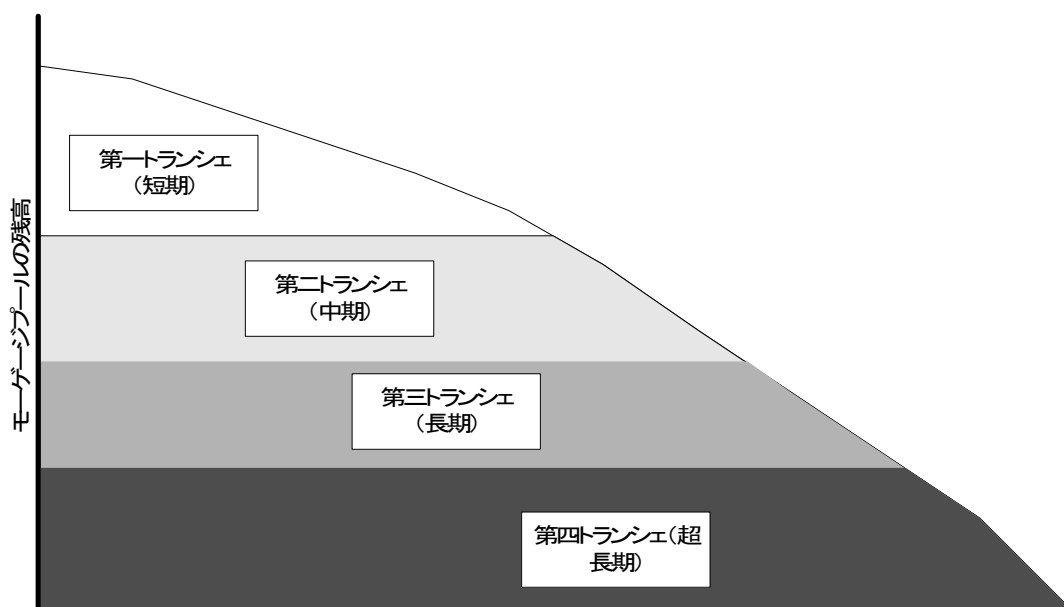 モーゲージプールの残高
第一トランシェ
(短期)
第二トランシェ
(中期)
第三トランシェ
(長期)
第四トランシェ(超
長期)